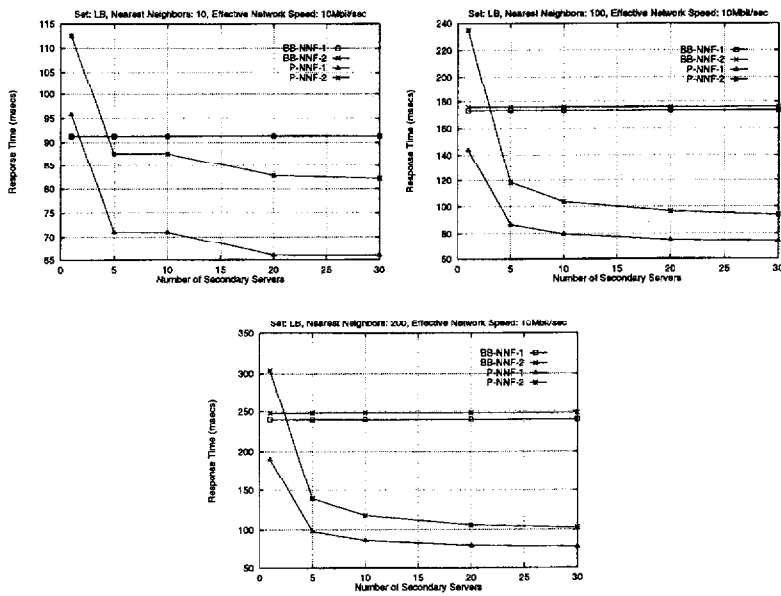 Set: LB, Nearest Neighbors: 10, Effective Network Speed: 10Mbit/sec
115
110
105
100
95
90
85
80
75
70
65
Response Time (msecs)
BB-NNF-1
BB-NNF-2
P-NNF-1
P-NNF-2
0 5 10 15 20 25 30
Number of Secondary Servers
Set: LB, Nearest Neighbors: 100, Effective Network Speed: 10Mbit/sec
240
220
200
180
160
140
120
100
80
60
Response Time (msecs)
BB-NNF-1
BB-NNF-2
P-NNF-1
P-NNF-2
0 5 10 15 20 25 30
Number of Secondary Servers
Set: LB, Nearest Neighbors: 200, Effective Network Speed: 10Mbit/sec
350
300
250
200
150
100
50
Response Time (msecs)
BB-NNF-1
BB-NNF-2
P-NNF-1
P-NNF-2
0 5 10 15 20 25 30
Number of Secondary Servers